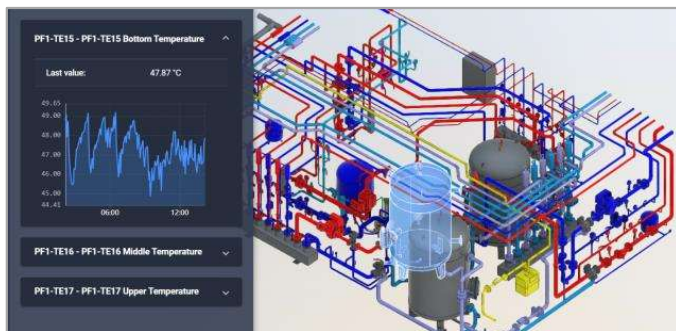 PF1-TE15 - PF1-TE15 Bottom Temperature
Last value: 47.87 °C
49.65
49.00
48.00
47.00
46.00
45.00
44.41
06:00 12:00
PF1-TE16 - PF1-TE16 Middle Temperature
PF1-TE17 - PF1-TE17 Upper Temperature